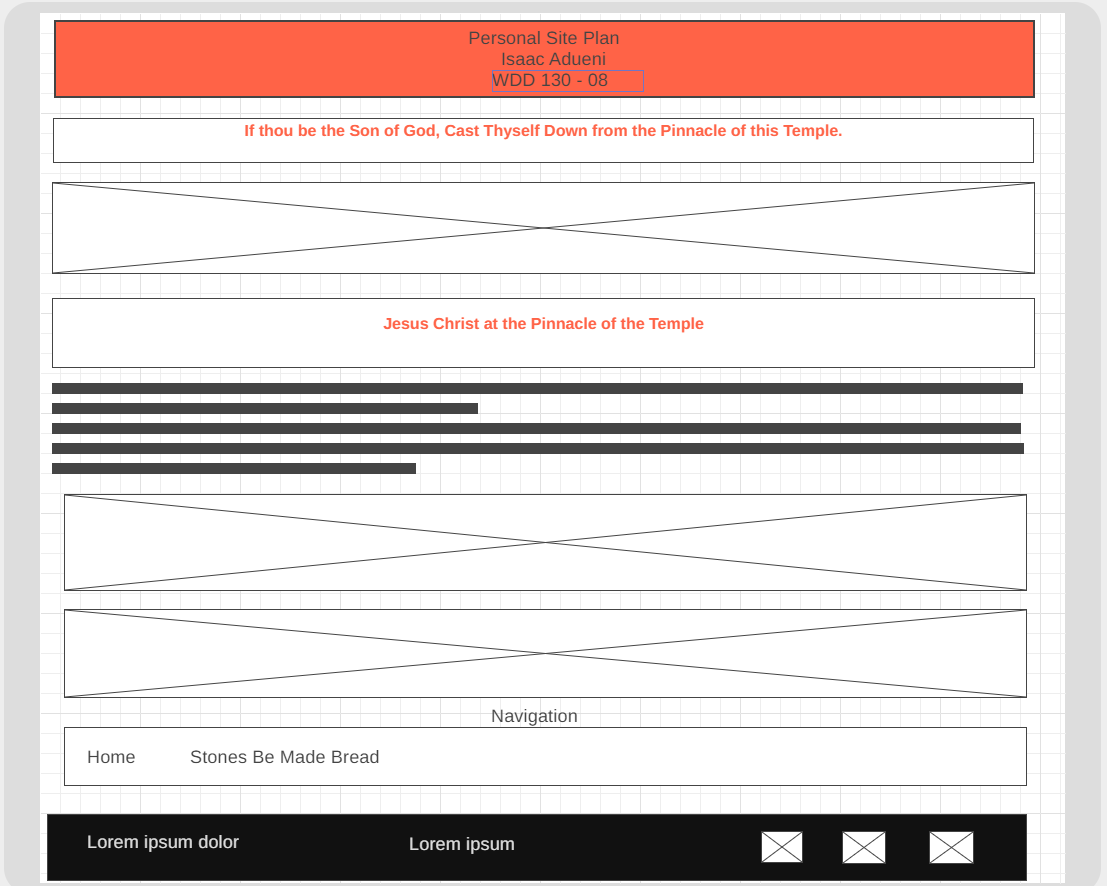 Personal Site Plan
Isaac Adueni
WDD 130 - 08
If thou be the Son of God, Cast Thyself Down from the Pinnacle of this Temple.
Jesus Christ at the Pinnacle of the Temple
Navigation
Home Stones Be Made Bread
Lorem ipsum dolor Lorem ipsum